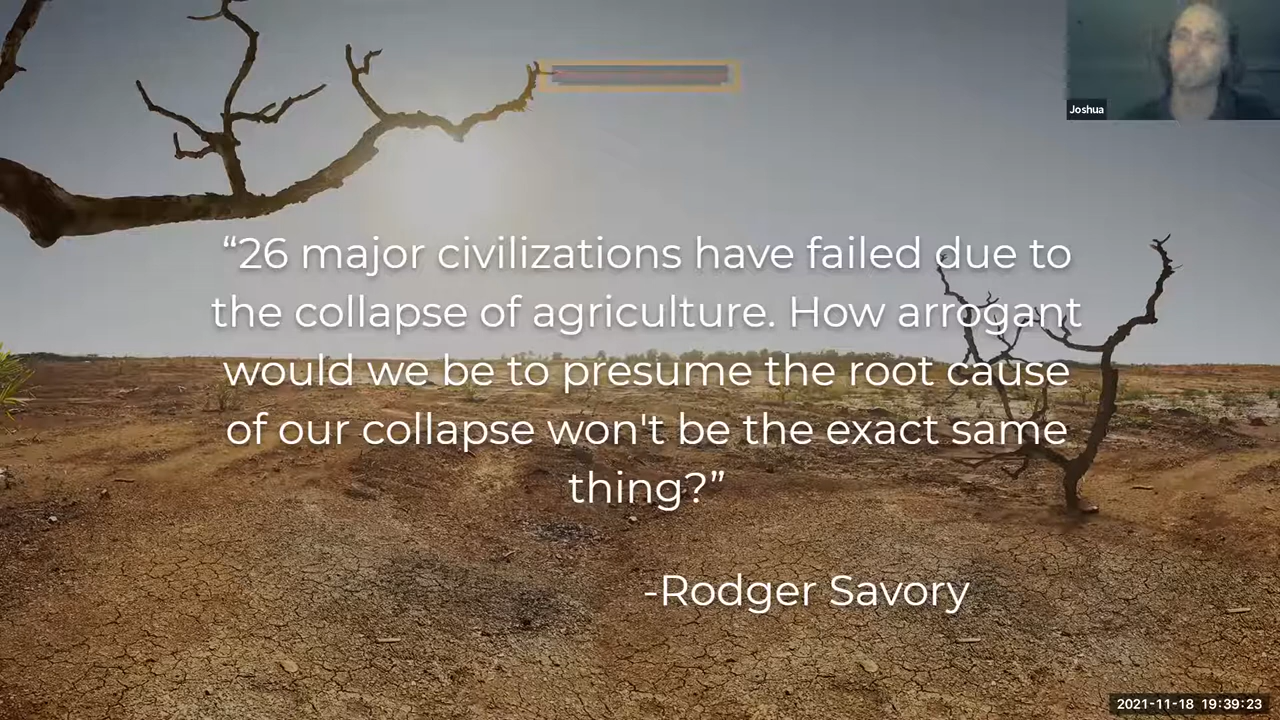 Joshua
“26 major civilizations have failed due to
the collapse of agriculture. How arrogant
would we be to presume the root cause
of our collapse won't be the exact same
thing?”
-Rodger Savory
2021-11-18 19:39:23